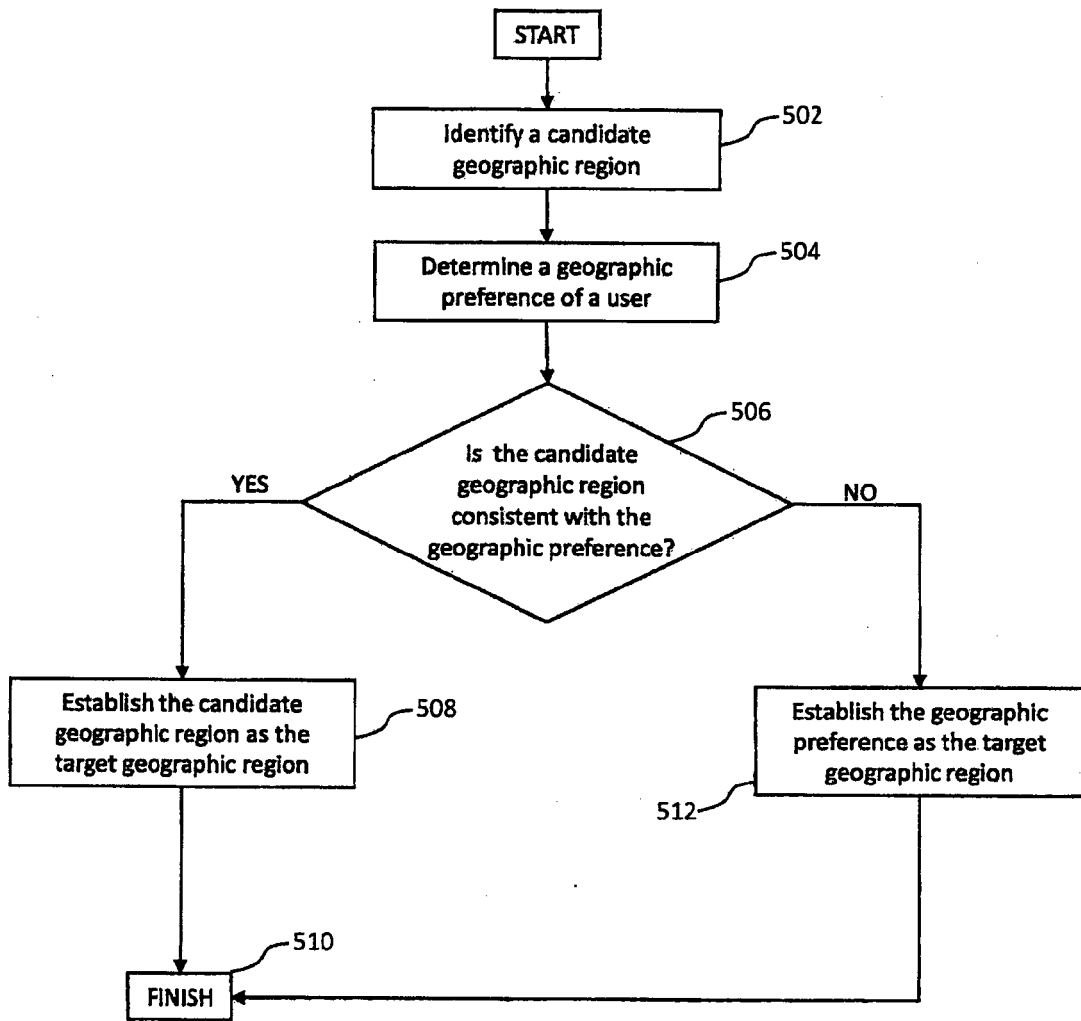 START
502
Identify a candidate
geographic region
504
Determine a geographic
preference of a user
506
Is the candidate
geographic region
consistent with the
geographic preference?
YES
NO
Establish the candidate
geographic region as the
target geographic region
508
Establish the geographic
preference as the target
geographic region
512
510
FINISH